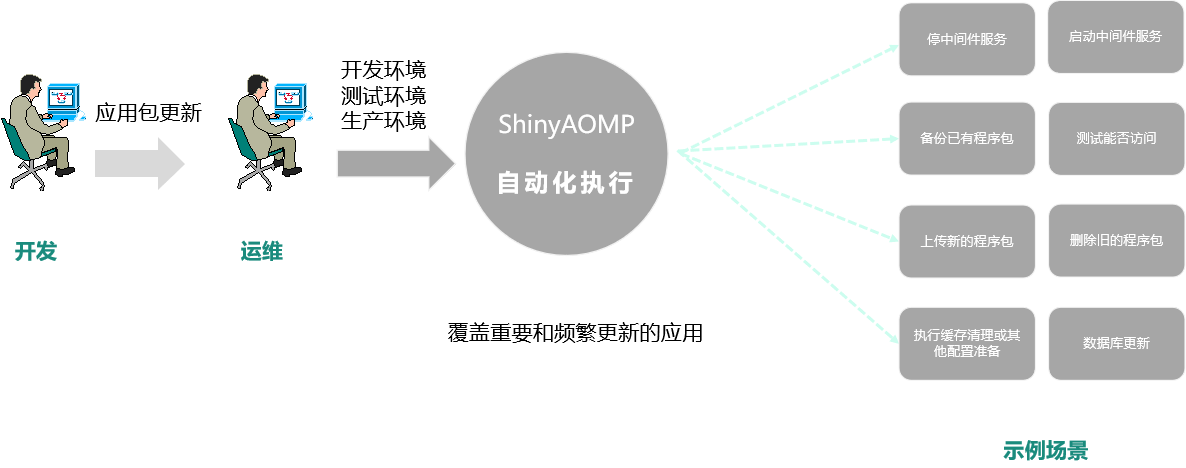 开发
应用包更新
运维
开发环境
测试环境
生产环境
ShinyAOMP
自动化执行
覆盖重要和频繁更新的应用
停中间件服务
启动中间件服务
备份已有程序包
测试能否访问
上传新的程序包
删除旧的程序包
执行缓存清理或其
他配置准备
数据库更新
示例场景